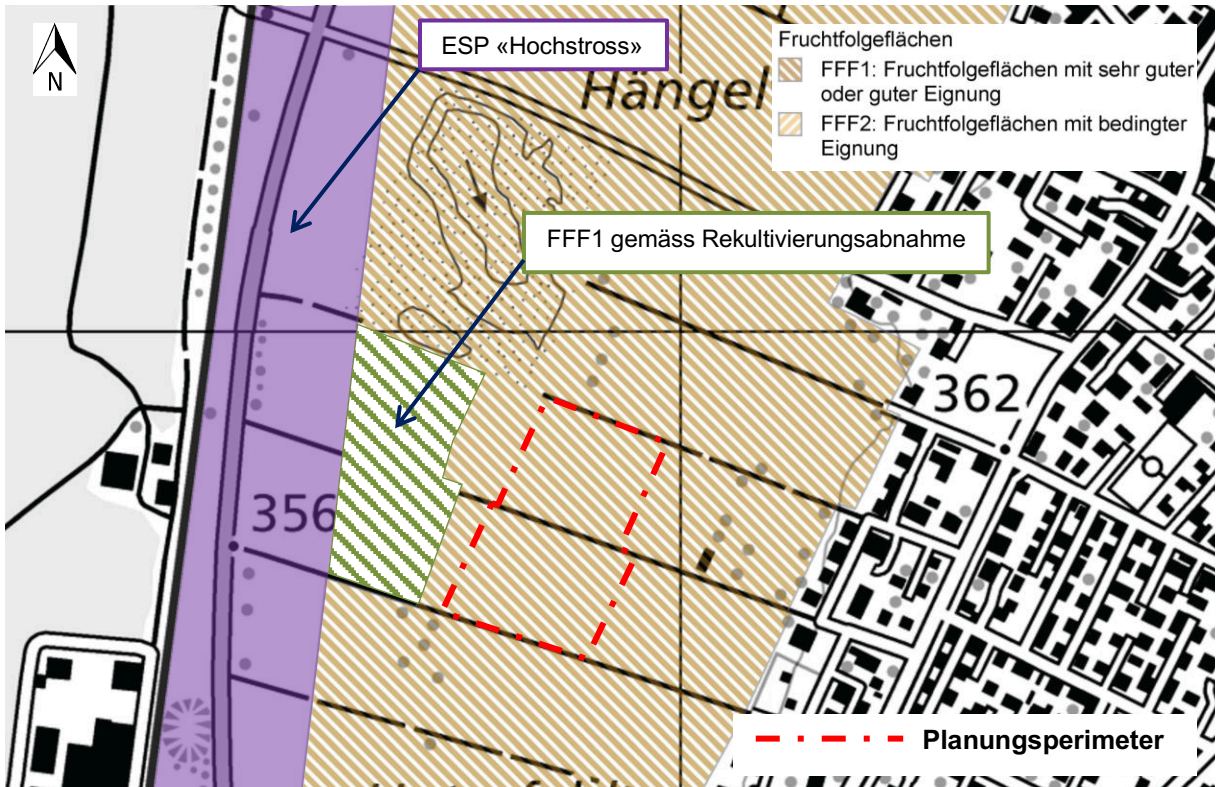 N
ESP «Hochstross»
Hängel
Fruchtfolgeflächen
FFF1: Fruchtfolgeflächen mit sehr guter
oder guter Eignung
FFF2: Fruchtfolgeflächen mit bedingter
Eignung
FFF1 gemäss Rekultivierungsabnahme
362
356
Planungsperimeter